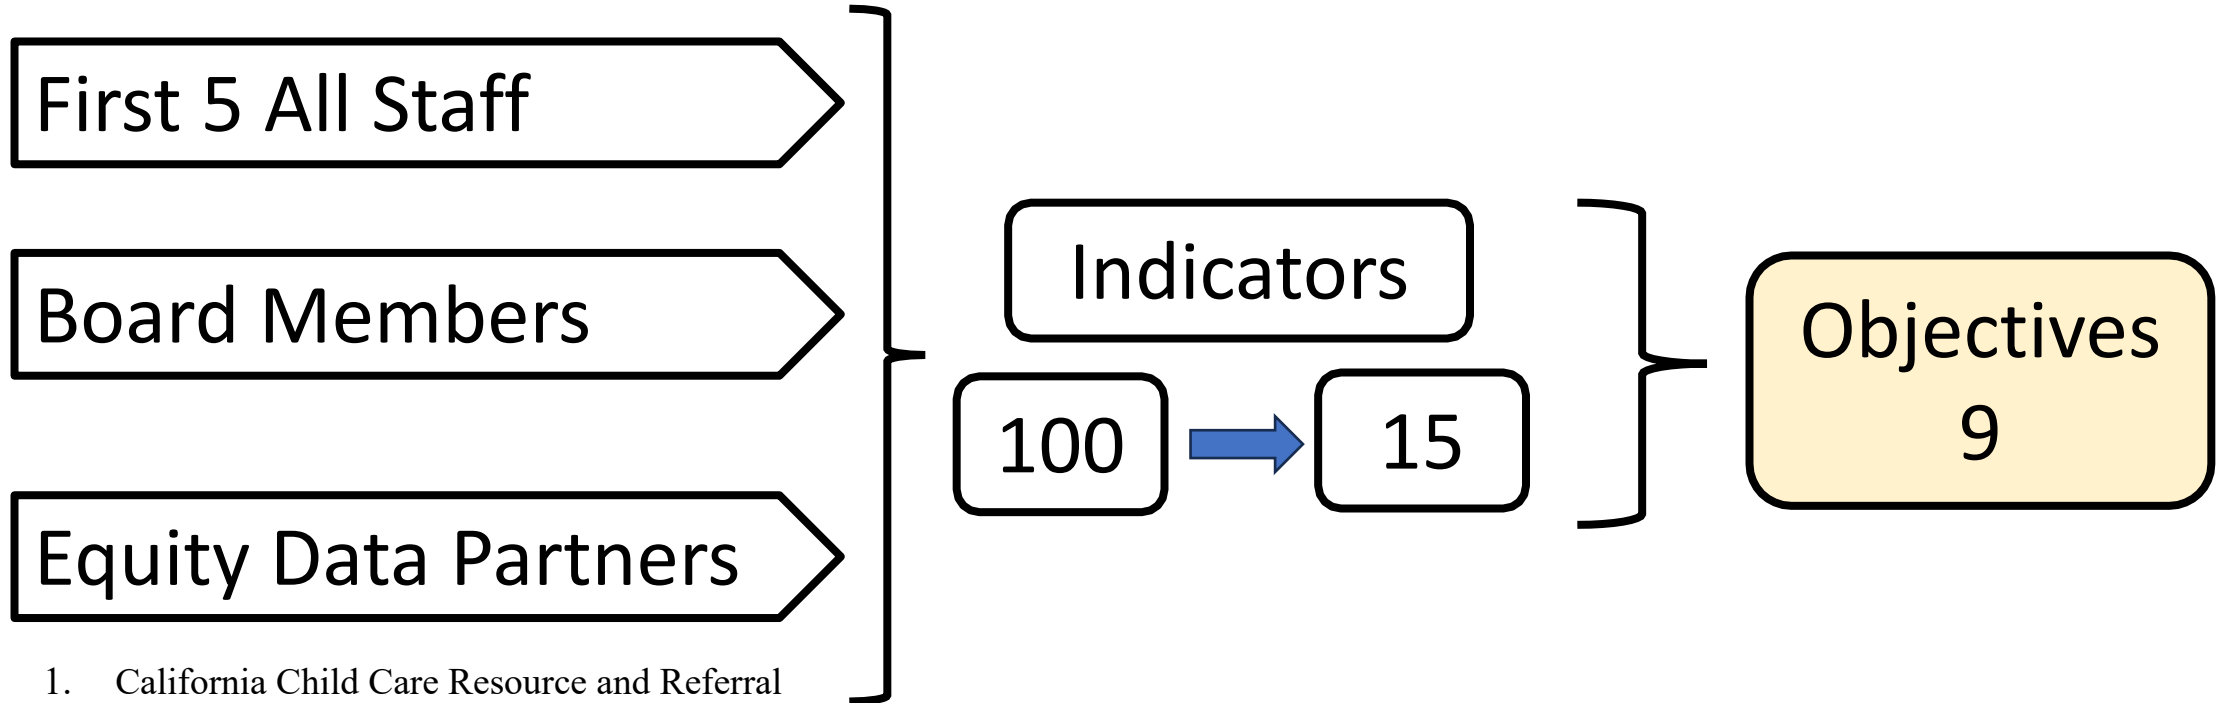 First 5 All Staff
Board Members
Equity Data Partners
1. California Child Care Resource and Referral
Indicators
100
15
Objectives
9